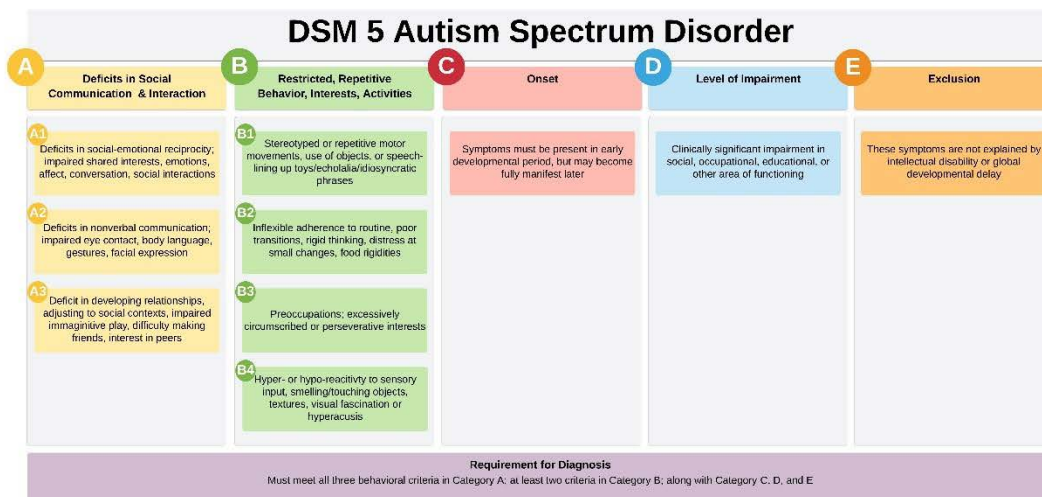 DSM 5 Autism Spectrum Disorder
A
Deficits in Social
Communication & Interaction
B
Restricted, Repetitive
Behavior, Interests, Activities
C
Onset
D
Level of Impairment
E
Exclusion
A1
Deficits in social-emotional reciprocity;
impaired shared interests, emotions,
affect, conversation, social interactions
A2
Deficits in nonverbal communication;
impaired eye contact, body language,
gestures, facial expression
A3
Deficit in developing relationships,
adjusting to social contexts, impaired
immaginitive play, difficulty making
friends, interest in peers
B1
Stereotyped or repetitive motor
movements, use of objects, or speech-
lining up toys/echolalia/idiosyncratic
phrases
B2
Inflexible adherence to routine, poor
transitions, rigid thinking, distress at
small changes, food rigidities
B3
Preoccupations; excessively
circumscribed or perseverative interests
B4
Hyper- or hypo-reacitivty to sensory
input, smelling/touching objects,
textures, visual fascination or
hyperacusis
Symptoms must be present in early
developmental period, but may become
fully manifest later
Clinically significant impairment in
social, occupational, educational, or
other area of functioning
These symptoms are not explained by
intellectual disability or global
developmental delay
Requirement for Diagnosis
Must meet all three behavioral criteria in Category A; at least two criteria in Category B; along with Category C, D, and E